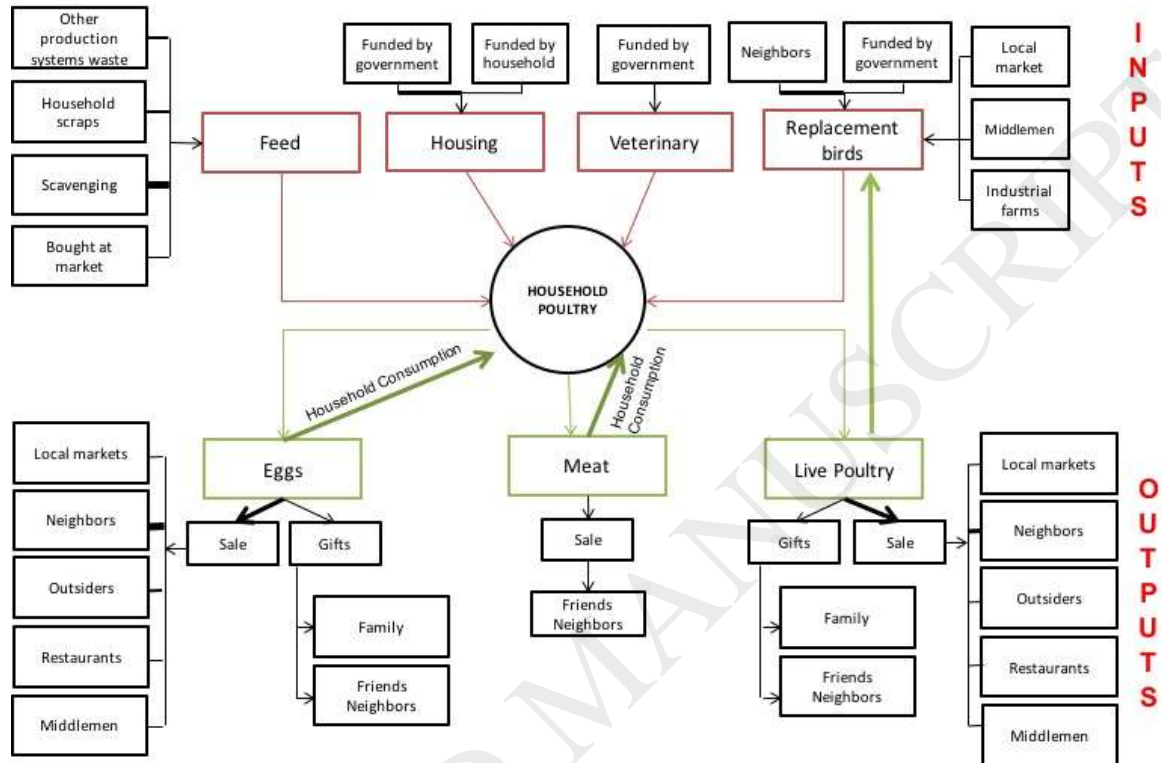 Other
production
systems waste
Household
scraps
Scavenging
Bought at
market
Feed
Funded by
government
Funded by
household
Housing
Funded by
government
Veterinary
Neighbors
Funded by
government
Replacement
birds
Local
market
Middlemen
Industrial
farms
INPUTS
HOUSEHOLD
POULTRY
Household Consumption
Household
Consumption
Eggs
Meat
Live Poultry
Local markets
Neighbors
Outsiders
Restaurants
Middlemen
Sale
Gifts
Family
Friends
Neighbors
Sale
Friends
Neighbors
Gifts
Sale
Family
Friends
Neighbors
Local markets
Neighbors
Outsiders
Restaurants
Middlemen
OUTPUTS
D MANUSCRIPT